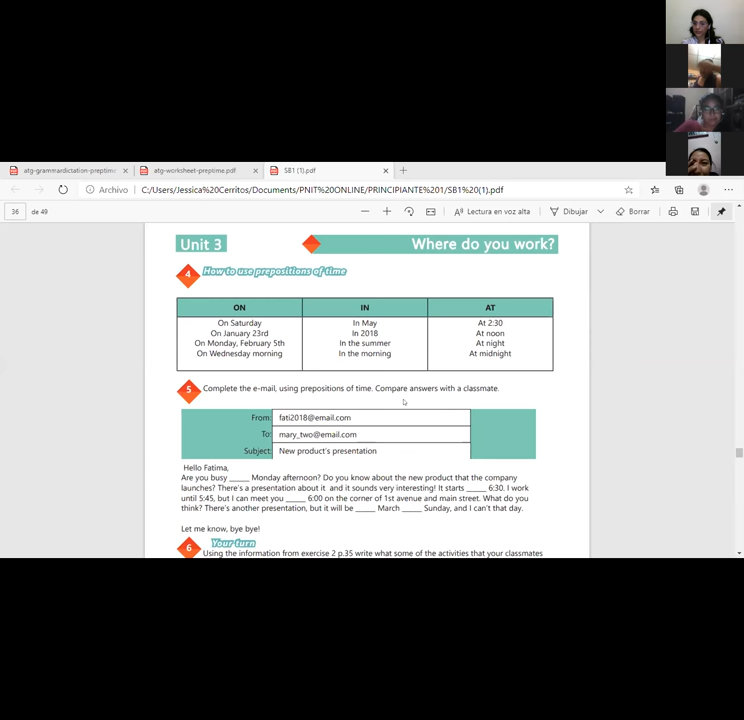 atg-grammardictation-preptime.
atg-worksheet-preptime.pdf
SB1 (1).pdf
Archivo
C:/Users/Jessica%20Cerritos/Documents/PNIT%20ONLINE/PRINCIPIANTE%201/SB1%20(1).pdf
36 de 49
Lectura en voz alta
Dibujar
Borrar
Unit 3
Where do you work?
4 How to use prepositions of time
ON IN AT
On Saturday In May At 2:30
On January 23rd In 2018 At noon
On Monday, February 5th In the summer At night
On Wednesday morning In the morning At midnight
5 Complete the e-mail, using prepositions of time. Compare answers with a classmate.
From: fati2018@email.com
To: mary_two@email.com
Subject: New product's presentation
Hello Fatima,
Are you busy _____ Monday afternoon? Do you know about the new product that the company
launches? There's a presentation about it and it sounds very interesting! It starts _____ 6:30. I work
until 5:45, but I can meet you _____ 6:00 on the corner of 1st avenue and main street. What do you
think? There's another presentation, but it will be _____ March _____ Sunday, and I can't that day.
Let me know, bye bye!
6 Your turn
Using the information from exercise 2 p.35 write what some of the activities that your classmates